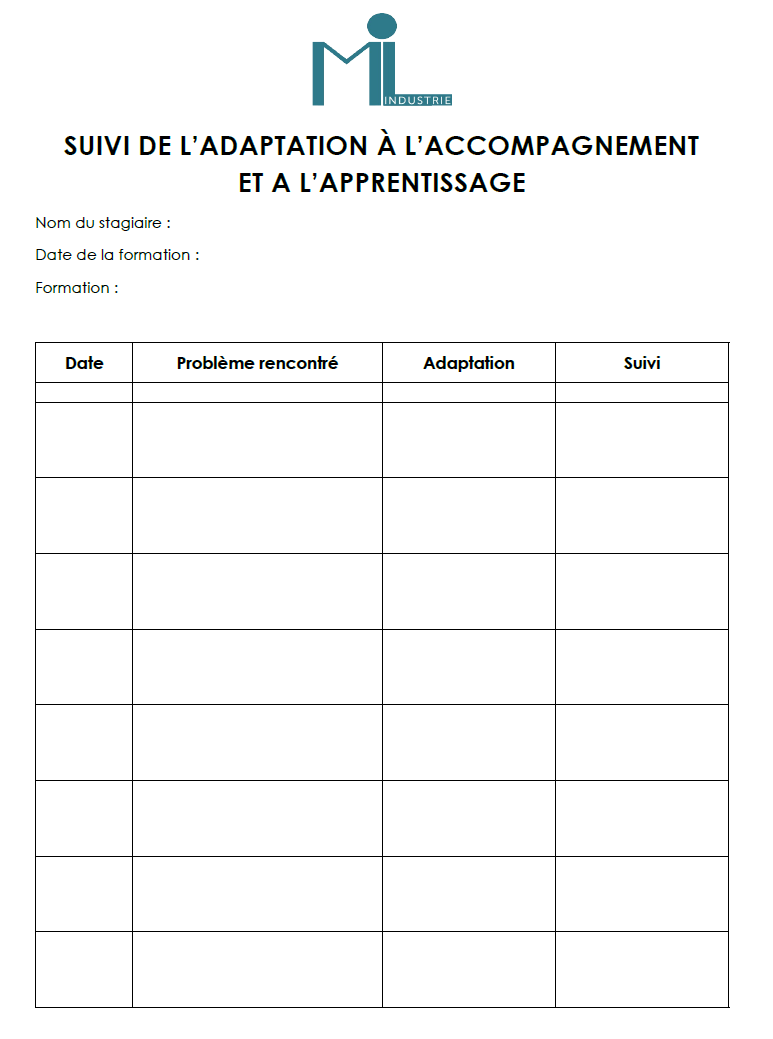 MIL
INDUSTRIE
SUIVI DE L’ADAPTATION À L’ACCOMPAGNEMENT
ET A L’APPRENTISSAGE
Nom du stagiaire :
Date de la formation :
Formation :
Date Problème rencontré Adaptation Suivi